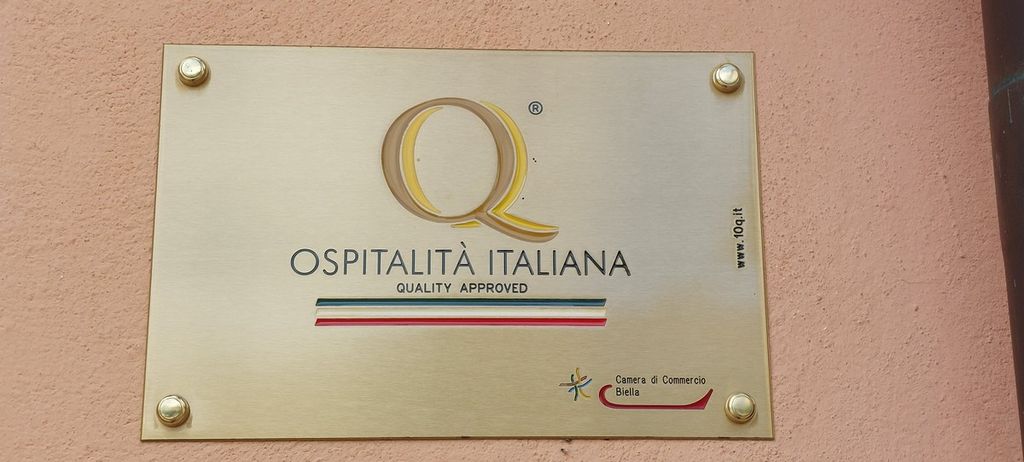 Q®
OSPITALITÀ ITALIANA
QUALITY APPROVED
www.10q.it
Camera di Commercio
Biella